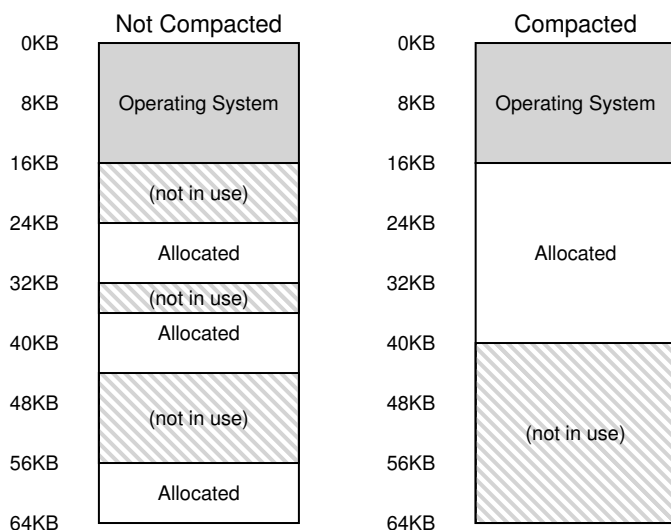 Not Compacted
0KB
8KB
16KB
24KB
32KB
40KB
48KB
56KB
64KB
Operating System
(not in use)
Allocated
(not in use)
Allocated
(not in use)
Allocated
Compacted
0KB
8KB
16KB
24KB
32KB
40KB
48KB
56KB
64KB
Operating System
Allocated
(not in use)